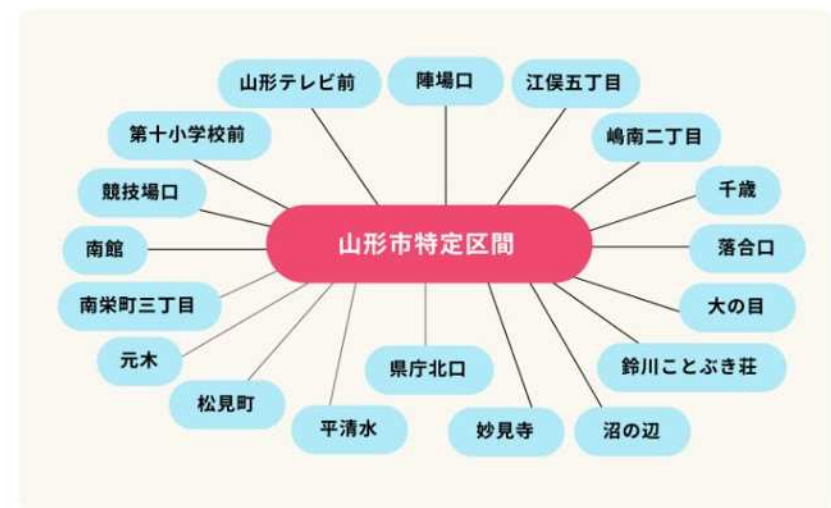 山形テレビ前
陣場口
江俣五丁目
第十小学校前
嶋南二丁目
競技場口
千歳
山形市特定区間
南館
落合口
南栄町三丁目
大の目
元木
県庁北口
鈴川ことぶき荘
松見町
平清水
妙見寺
沼の辺